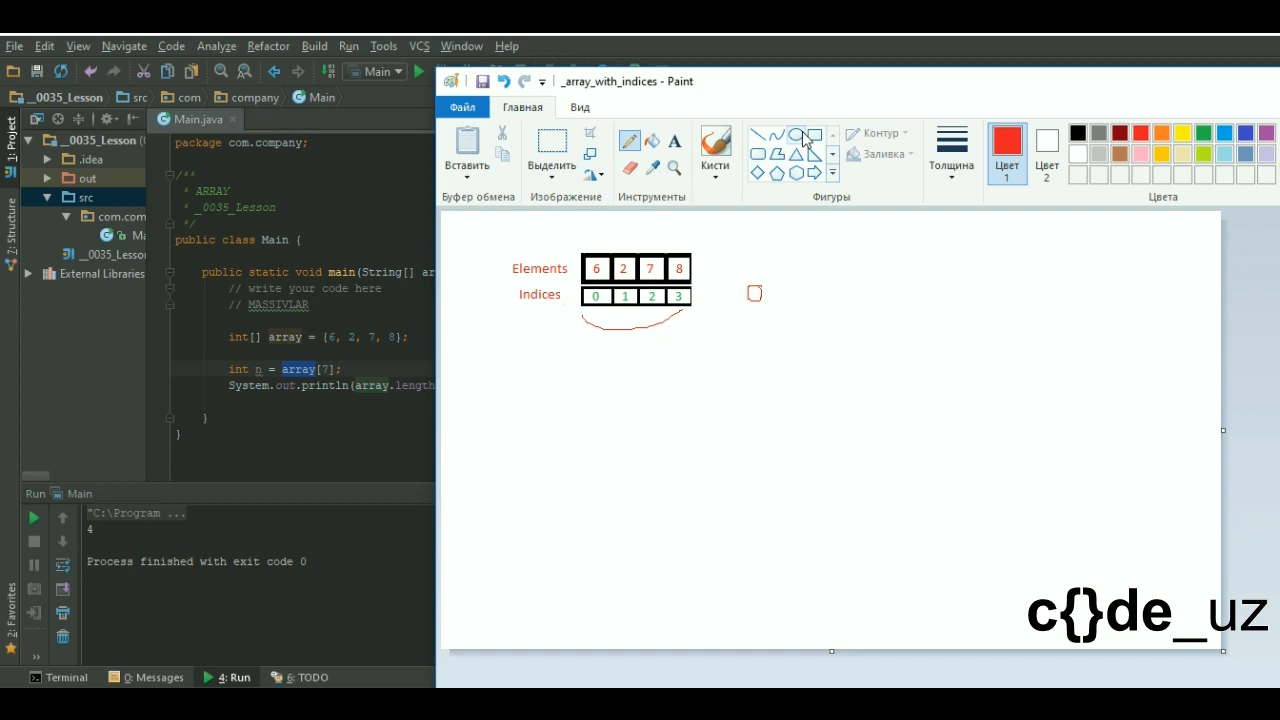 File Edit View Navigate Code Analyze Refactor Build Run Tools VCS Window Help
Main
__0035_Lesson src com company Main
1: Project
7: Structure
2: Favorites
__0035_Lesson (
.idea
out
src
com.com
Ma
__0035_Lesso
External Libraries
Main.java
package com.company;
/**
* ARRAY
* _0035_Lesson
*/
public class Main {
public static void main(String[] ar
// write your code here
// MASSIVLAR
int[] array = {6, 2, 7, 8};
int n = array[7];
System.out.println(array.length
}
}
Run Main
"C:\Program ...
4
Process finished with exit code 0
Terminal 0: Messages 4: Run 6: TODO
_array_with_indices - Paint
Файл Главная Вид
Вставить
Буфер обмена
Выделить
Изображение
Инструменты
Кисти
Контур
Заливка
Фигуры
Толщина
Цвет 1
Цвет 2
Цвета
Elements 6 2 7 8
Indices 0 1 2 3
c{}de_uz